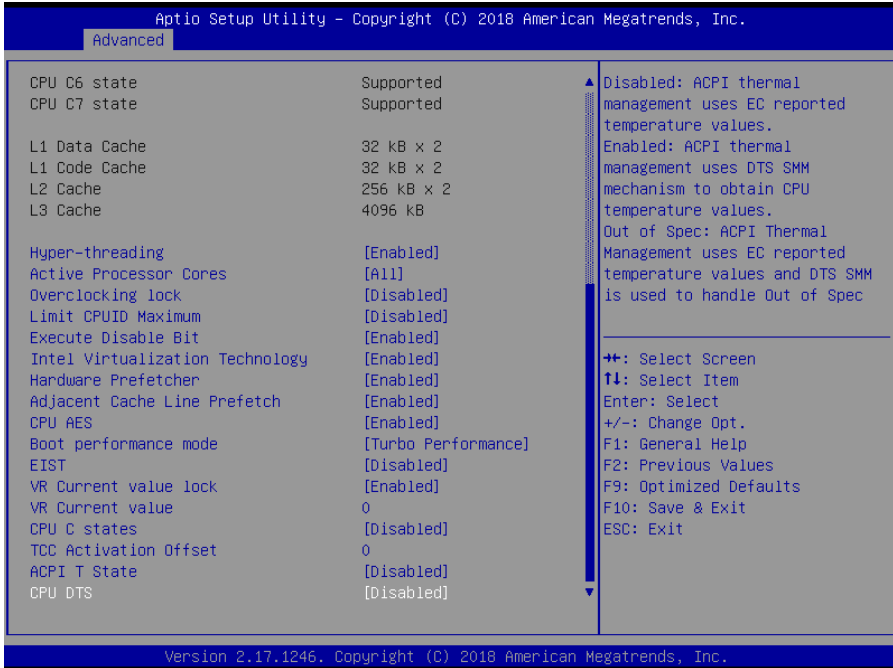 Aptio Setup Utility – Copyright (C) 2018 American Megatrends, Inc.
Advanced
CPU C6 state Supported
CPU C7 state Supported
L1 Data Cache 32 kB x 2
L1 Code Cache 32 kB x 2
L2 Cache 256 kB x 2
L3 Cache 4096 kB
Hyper-threading [Enabled]
Active Processor Cores [All]
Overclocking lock [Disabled]
Limit CPUID Maximum [Disabled]
Execute Disable Bit [Enabled]
Intel Virtualization Technology [Enabled]
Hardware Prefetcher [Enabled]
Adjacent Cache Line Prefetch [Enabled]
CPU AES [Enabled]
Boot performance mode [Turbo Performance]
EIST [Disabled]
VR Current value lock [Enabled]
VR Current value 0
CPU C states [Disabled]
TCC Activation Offset 0
ACPI T State [Disabled]
CPU DTS [Disabled]
Disabled: ACPI thermal
management uses EC reported
temperature values.
Enabled: ACPI thermal
management uses DTS SMM
mechanism to obtain CPU
temperature values.
Out of Spec: ACPI Thermal
Management uses EC reported
temperature values and DTS SMM
is used to handle Out of Spec
→←: Select Screen
↑↓: Select Item
Enter: Select
+/-: Change Opt.
F1: General Help
F2: Previous Values
F9: Optimized Defaults
F10: Save & Exit
ESC: Exit
Version 2.17.1246. Copyright (C) 2018 American Megatrends, Inc.